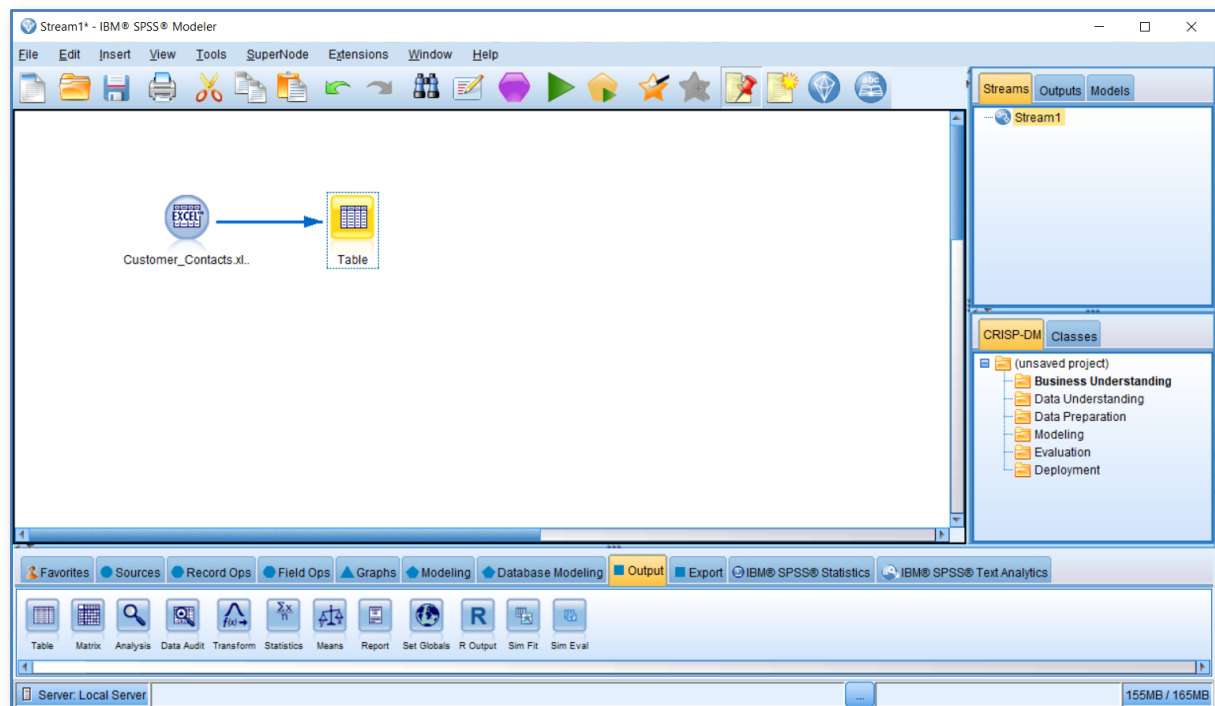 Stream1* - IBM® SPSS® Modeler
File Edit Insert View Tools SuperNode Extensions Window Help
abc
Streams Outputs Models
Stream1
EXCEL™
Customer_Contacts.xl..
Table
CRISP-DM Classes
(unsaved project)
Business Understanding
Data Understanding
Data Preparation
Modeling
Evaluation
Deployment
Favorites Sources Record Ops Field Ops Graphs Modeling Database Modeling Output Export IBM® SPSS® Statistics IBM® SPSS® Text Analytics
f(x) Σx n R
Table Matrix Analysis Data Audit Transform Statistics Means Report Set Globals R Output Sim Fit Sim Eval
Server: Local Server ... 155MB / 165MB